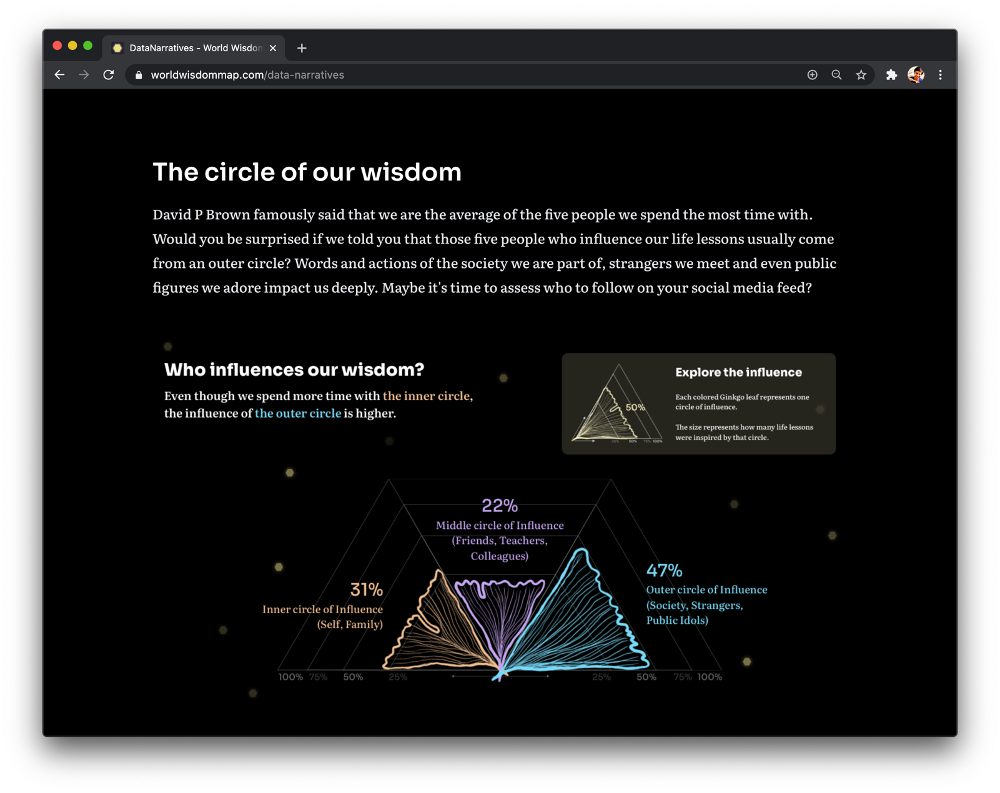 DataNarratives - World Wisdom
worldwisdommap.com/data-narratives
The circle of our wisdom
David P Brown famously said that we are the average of the five people we spend the most time with.
Would you be surprised if we told you that those five people who influence our life lessons usually come
from an outer circle? Words and actions of the society we are part of, strangers we meet and even public
figures we adore impact us deeply. Maybe it's time to assess who to follow on your social media feed?
Who influences our wisdom?
Even though we spend more time with the inner circle,
the influence of the outer circle is higher.
50%
25% 50% 75% 100%
Explore the influence
Each colored Ginkgo leaf represents one
circle of influence.
The size represents how many life lessons
were inspired by that circle.
22%
Middle circle of Influence
(Friends, Teachers,
Colleagues)
31%
Inner circle of Influence
(Self, Family)
47%
Outer circle of Influence
(Society, Strangers,
Public Idols)
100% 75% 50% 25% 25% 50% 75% 100%